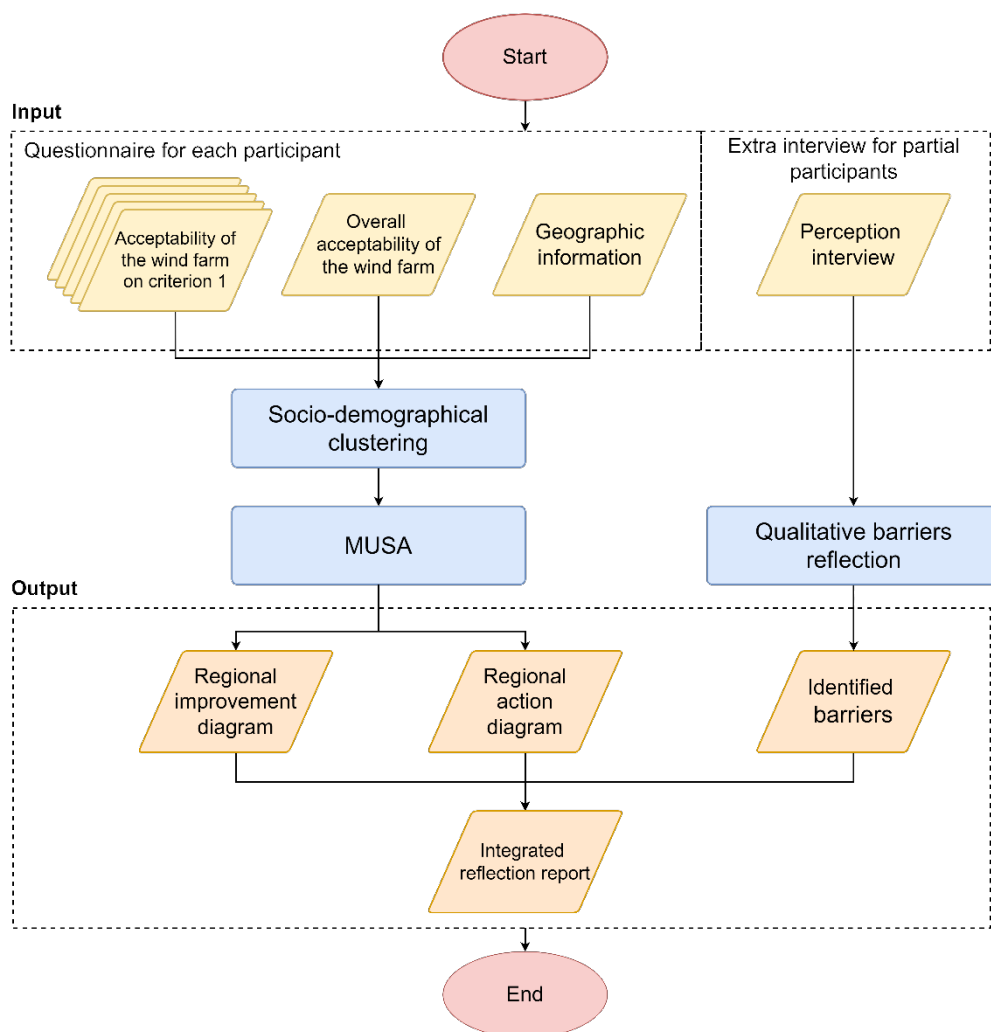 Start
Input
Questionnaire for each participant
Extra interview for partial
participants
Acceptability of
the wind farm
on criterion 1
Overall
acceptability of
the wind farm
Geographic
information
Perception
interview
Socio-demographical
clustering
MUSA
Qualitative barriers
reflection
Output
Regional
improvement
diagram
Regional
action
diagram
Identified
barriers
Integrated
reflection report
End